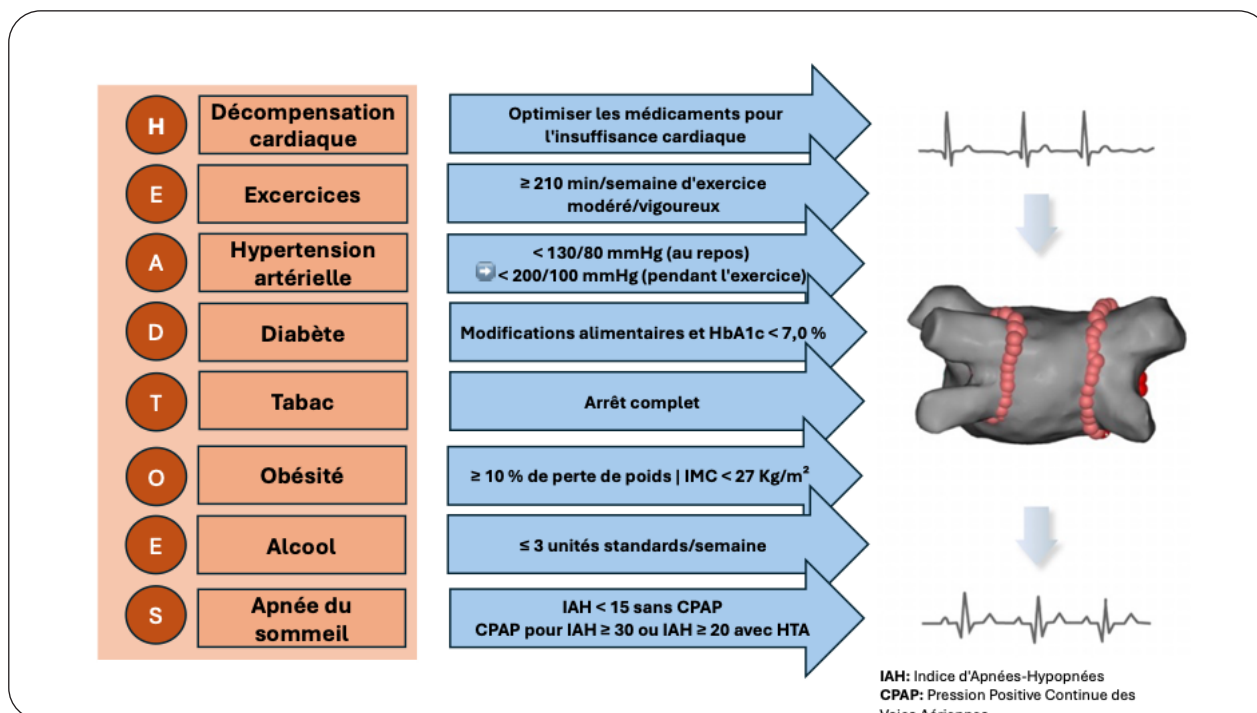 H
Décompensation
cardiaque
Optimiser les médicaments pour
l'insuffisance cardiaque
E
Excercices
≥ 210 min/semaine d'exercice
modéré/vigoureux
A
Hypertension
artérielle
< 130/80 mmHg (au repos)
➡ < 200/100 mmHg (pendant l'exercice)
D
Diabète
Modifications alimentaires et HbA1c < 7,0 %
T
Tabac
Arrêt complet
O
Obésité
≥ 10 % de perte de poids | IMC < 27 Kg/m²
E
Alcool
≤ 3 unités standards/semaine
S
Apnée du
sommeil
IAH < 15 sans CPAP
CPAP pour IAH ≥ 30 ou IAH ≥ 20 avec HTA
IAH: Indice d'Apnées-Hypopnées
CPAP: Pression Positive Continue des
Voies Aériennes